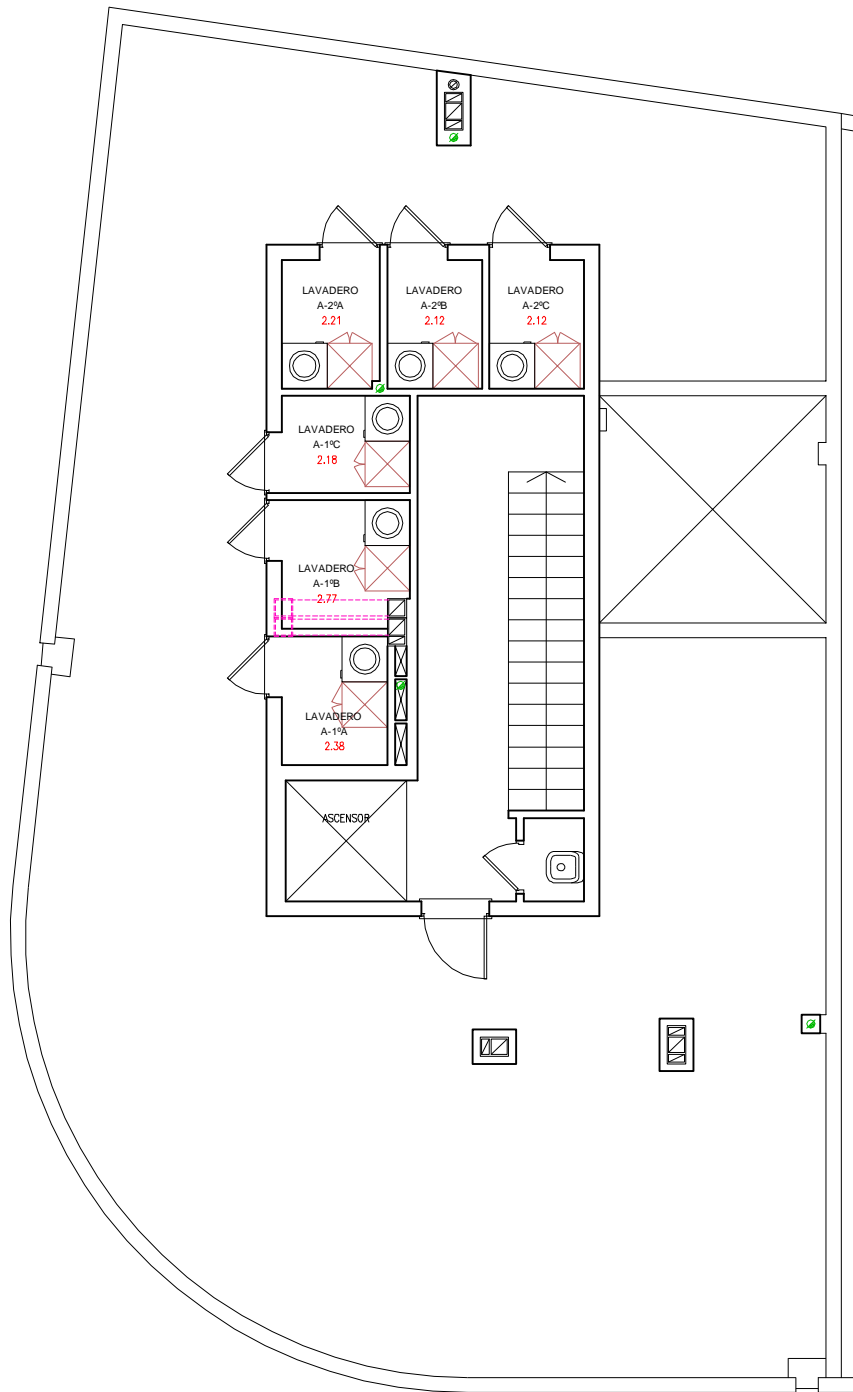 LAVADERO
A-2ºA
2.21
LAVADERO
A-2ºB
2.12
LAVADERO
A-2ºC
2.12
LAVADERO
A-1ºC
2.18
LAVADERO
A-1ºB
2.77
LAVADERO
A-1ºA
2.38
ASCENSOR